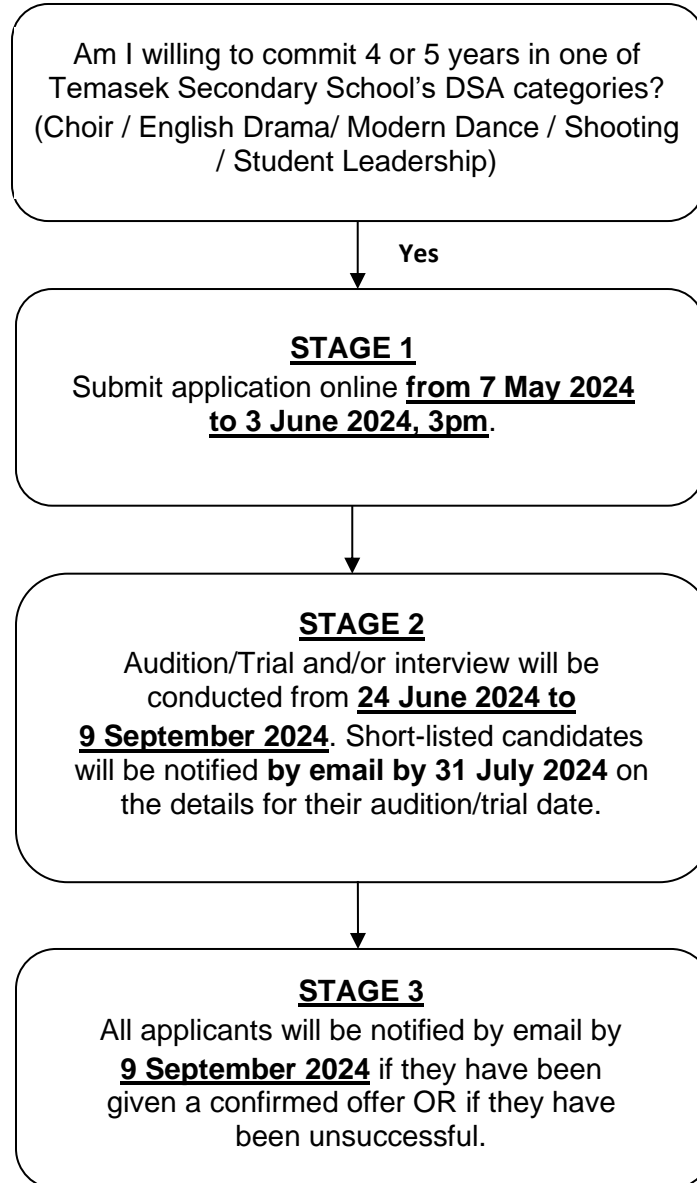 Am I willing to commit 4 or 5 years in one of
Temasek Secondary School's DSA categories?
(Choir / English Drama/ Modern Dance / Shooting
/ Student Leadership)
Yes
STAGE 1
Submit application online from 7 May 2024
to 3 June 2024, 3pm.
STAGE 2
Audition/Trial and/or interview will be
conducted from 24 June 2024 to
9 September 2024. Short-listed candidates
will be notified by email by 31 July 2024 on
the details for their audition/trial date.
STAGE 3
All applicants will be notified by email by
9 September 2024 if they have been
given a confirmed offer OR if they have
been unsuccessful.